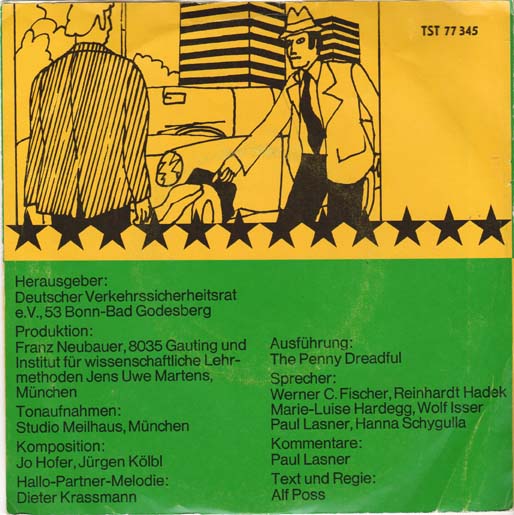 TST 77 345
Herausgeber:
Deutscher Verkehrssicherheitsrat
e.V., 53 Bonn-Bad Godesberg
Produktion:
Franz Neubauer, 8035 Gauting und
Institut für wissenschaftliche Lehr-
methoden Jens Uwe Martens,
München
Tonaufnahmen:
Studio Meilhaus, München
Komposition:
Jo Hofer, Jürgen Kölbl
Hallo-Partner-Melodie:
Dieter Krassmann
Ausführung:
The Penny Dreadful
Sprecher:
Werner C. Fischer, Reinhardt Hadek
Marie-Luise Hardegg, Wolf Isser
Paul Lasner, Hanna Schygulla
Kommentare:
Paul Lasner
Text und Regie:
Alf Poss